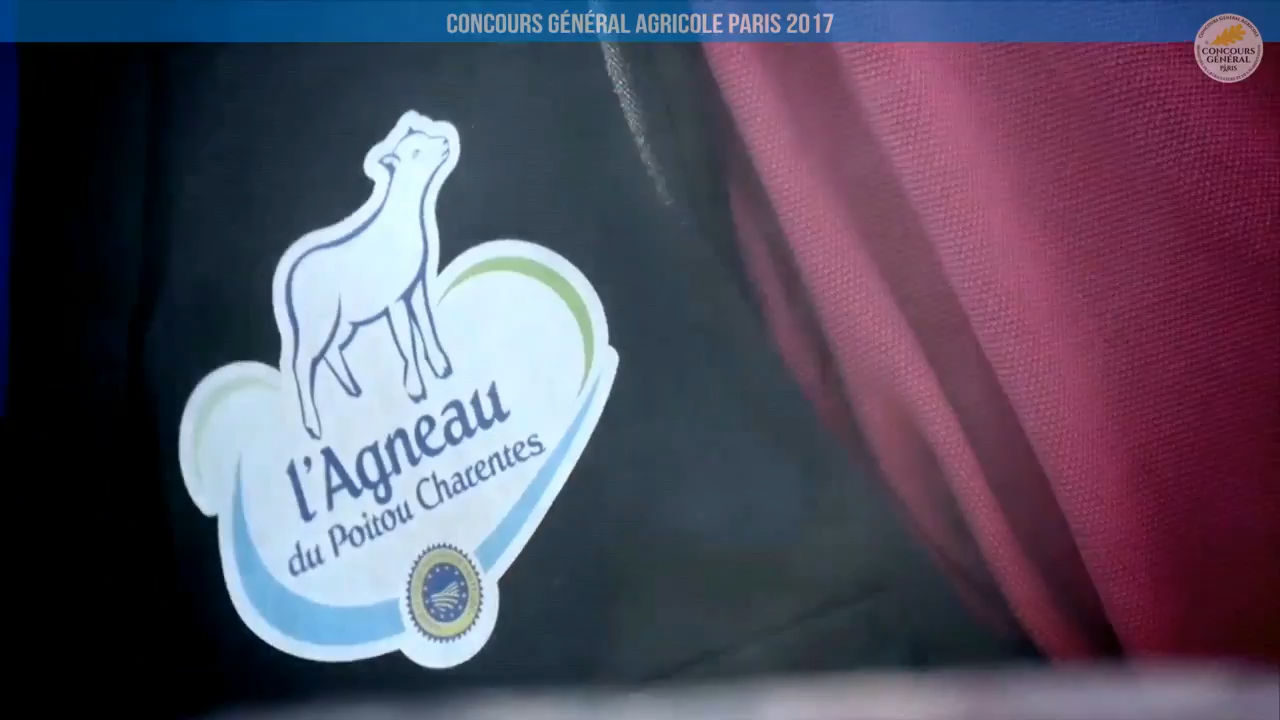 CONCOURS GÉNÉRAL AGRICOLE PARIS 2017
CONCOURS
GÉNÉRAL
PARIS
l'Agneau
du Poitou Charentes